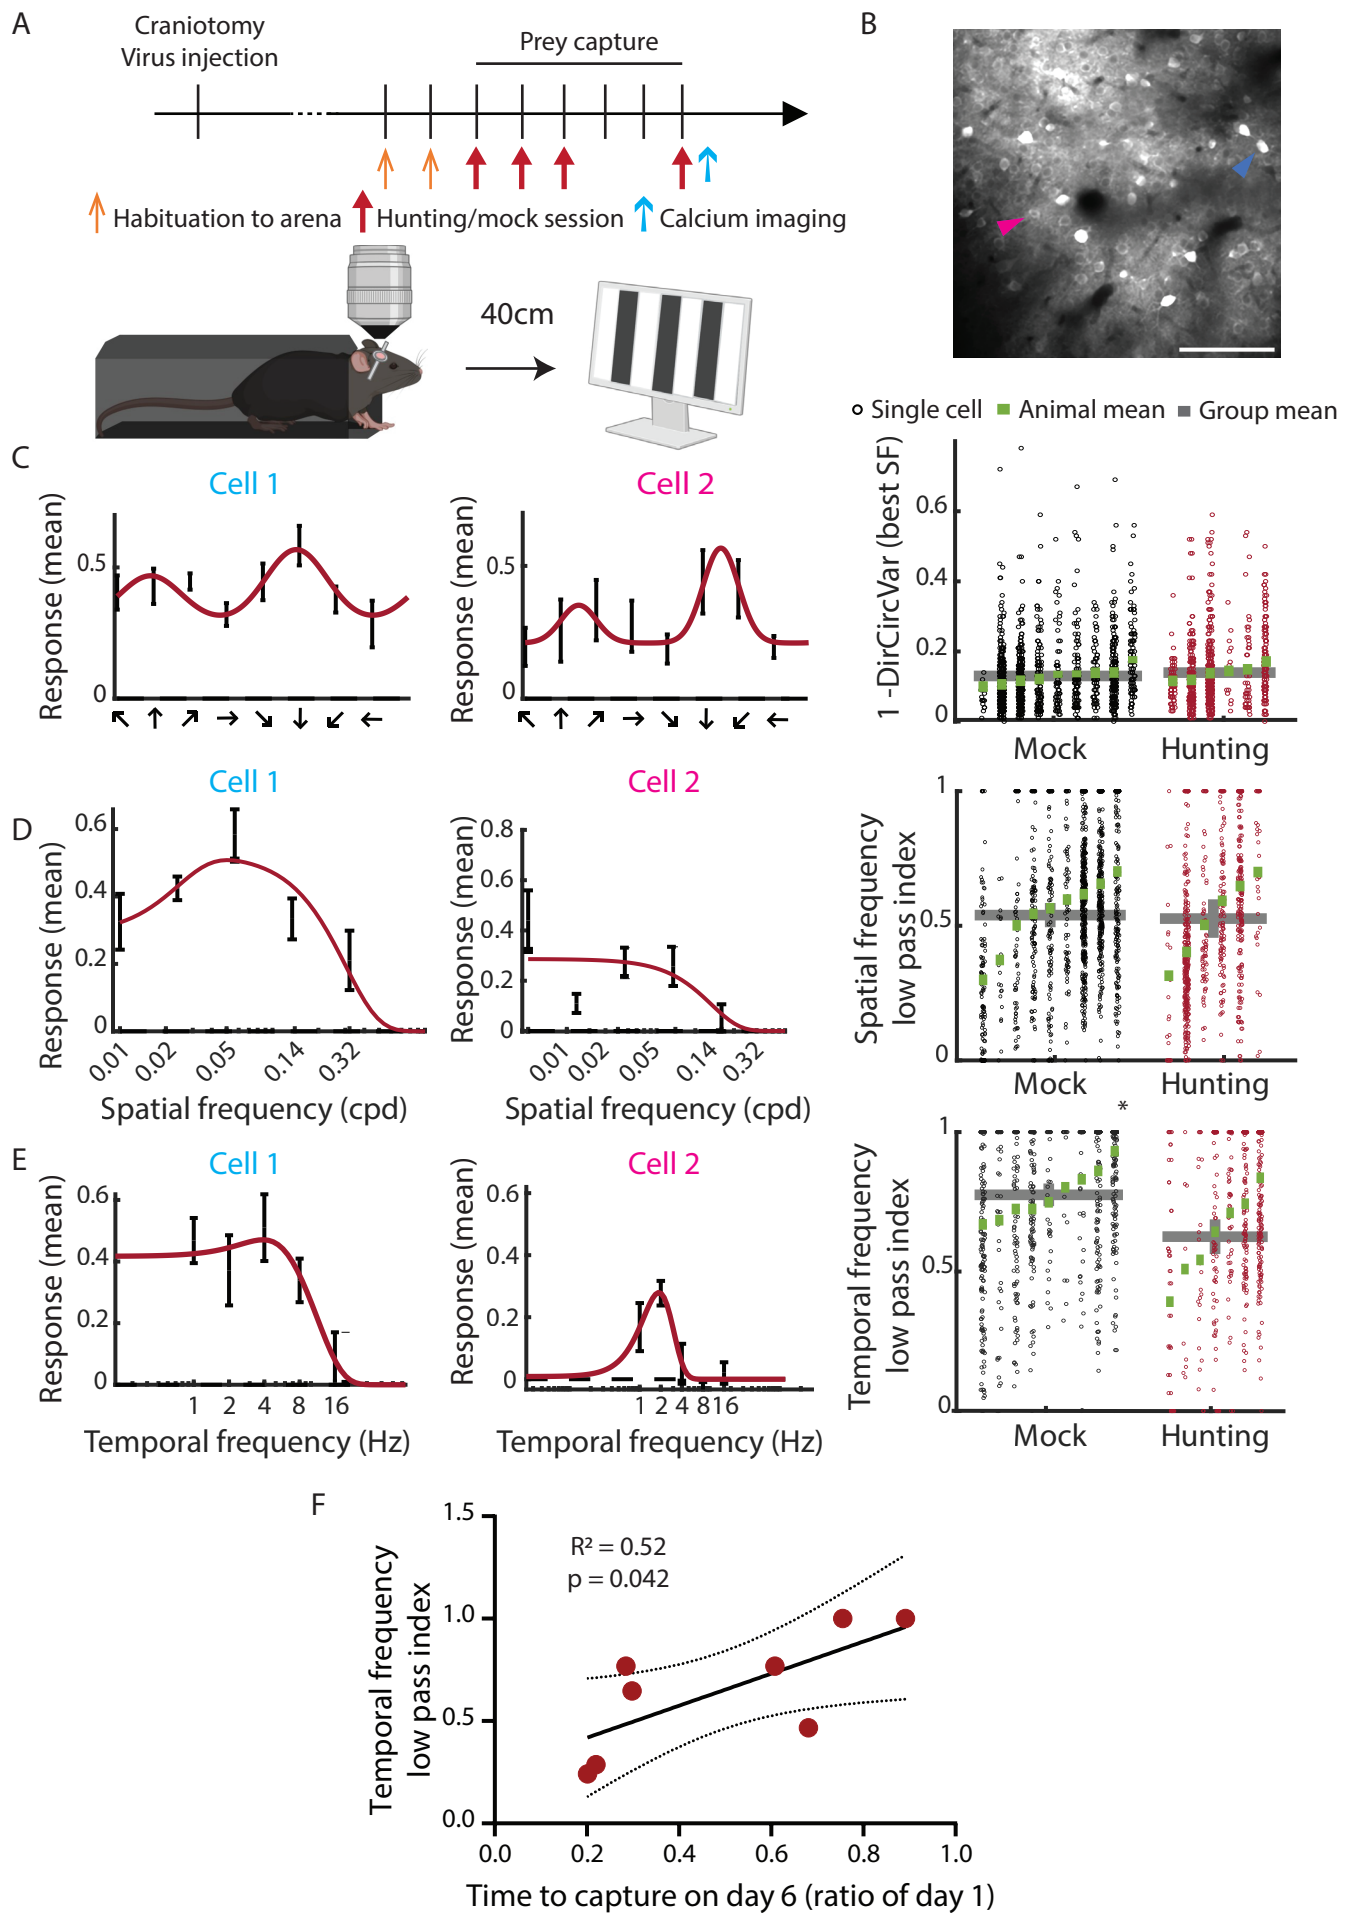 A
Craniotomy
Virus injection
Prey capture
Habituation to arena
Hunting/mock session
Calcium imaging
40cm
B
Single cell
Animal mean
Group mean
C
Cell 1
Response (mean)
0.5
0
Cell 2
Response (mean)
0.5
0
1 -DirCircVar (best SF)
0.6
0.4
0.2
0
Mock
Hunting
D
Cell 1
Response (mean)
0.6
0.4
0.2
0
0.01
0.02
0.05
0.14
0.32
Spatial frequency (cpd)
Cell 2
Response (mean)
0.8
0.6
0.4
0.2
0
0.01
0.02
0.05
0.14
0.32
Spatial frequency (cpd)
Spatial frequency
low pass index
1
0.5
0
Mock
Hunting
E
Cell 1
Response (mean)
0.6
0.4
0.2
0
1 2 4 8 16
Temporal frequency (Hz)
Cell 2
Response (mean)
0.6
0.4
0.2
0
1 2 4 8 16
Temporal frequency (Hz)
Temporal frequency
low pass index
*
1
0.5
0
Mock
Hunting
F
Temporal frequency
low pass index
1.5
1.0
0.5
0.0
R² = 0.52
p = 0.042
0.0 0.2 0.4 0.6 0.8 1.0
Time to capture on day 6 (ratio of day 1)